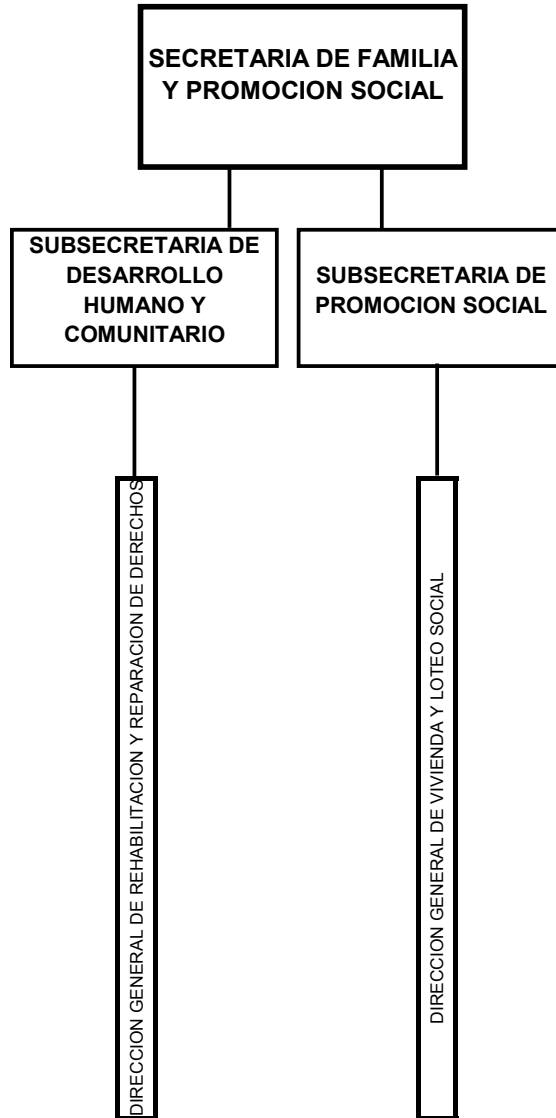 SECRETARIA DE FAMILIA
Y PROMOCION SOCIAL
SUBSECRETARIA DE
DESARROLLO
HUMANO Y
COMUNITARIO
SUBSECRETARIA DE
PROMOCION SOCIAL
DIRECCION GENERAL DE REHABILITACION Y REPARACION DE DERECHOS
DIRECCION GENERAL DE VIVIENDA Y LOTEO SOCIAL